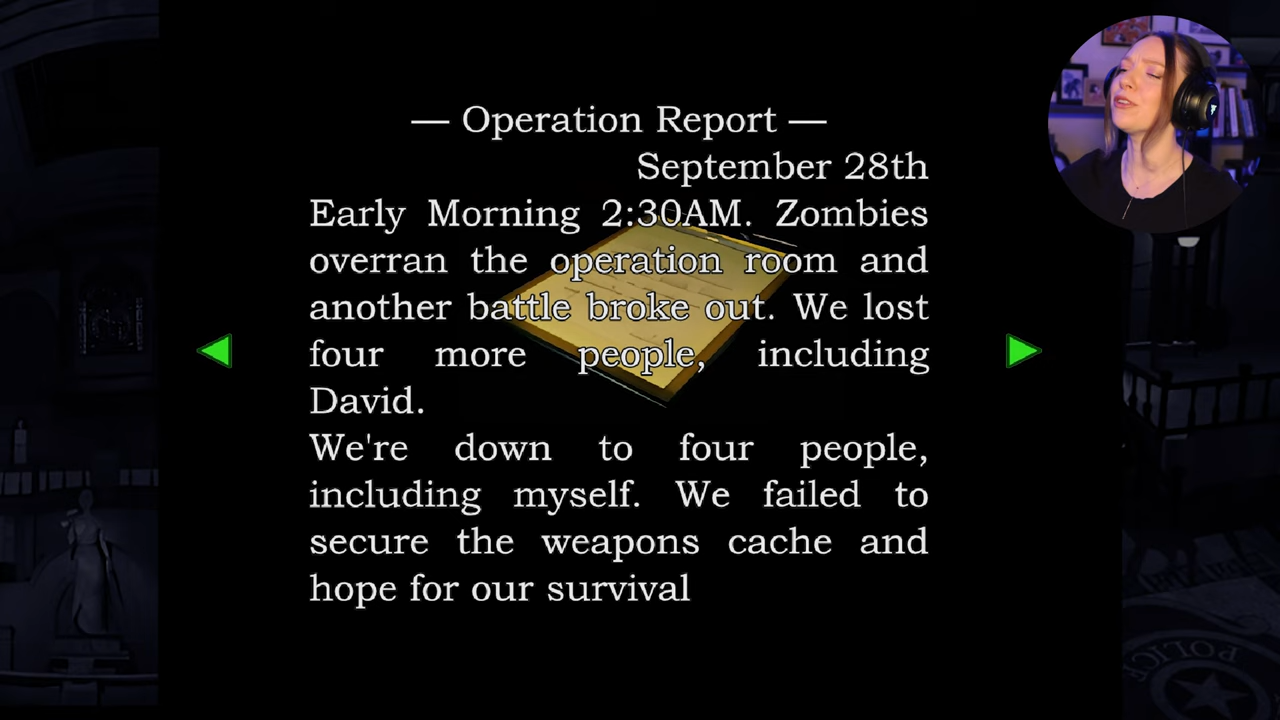 — Operation Report —
September 28th
Early Morning 2:30AM. Zombies
overran the operation room and
another battle broke out. We lost
four more people, including
David.
We're down to four people,
including myself. We failed to
secure the weapons cache and
hope for our survival
POLICE